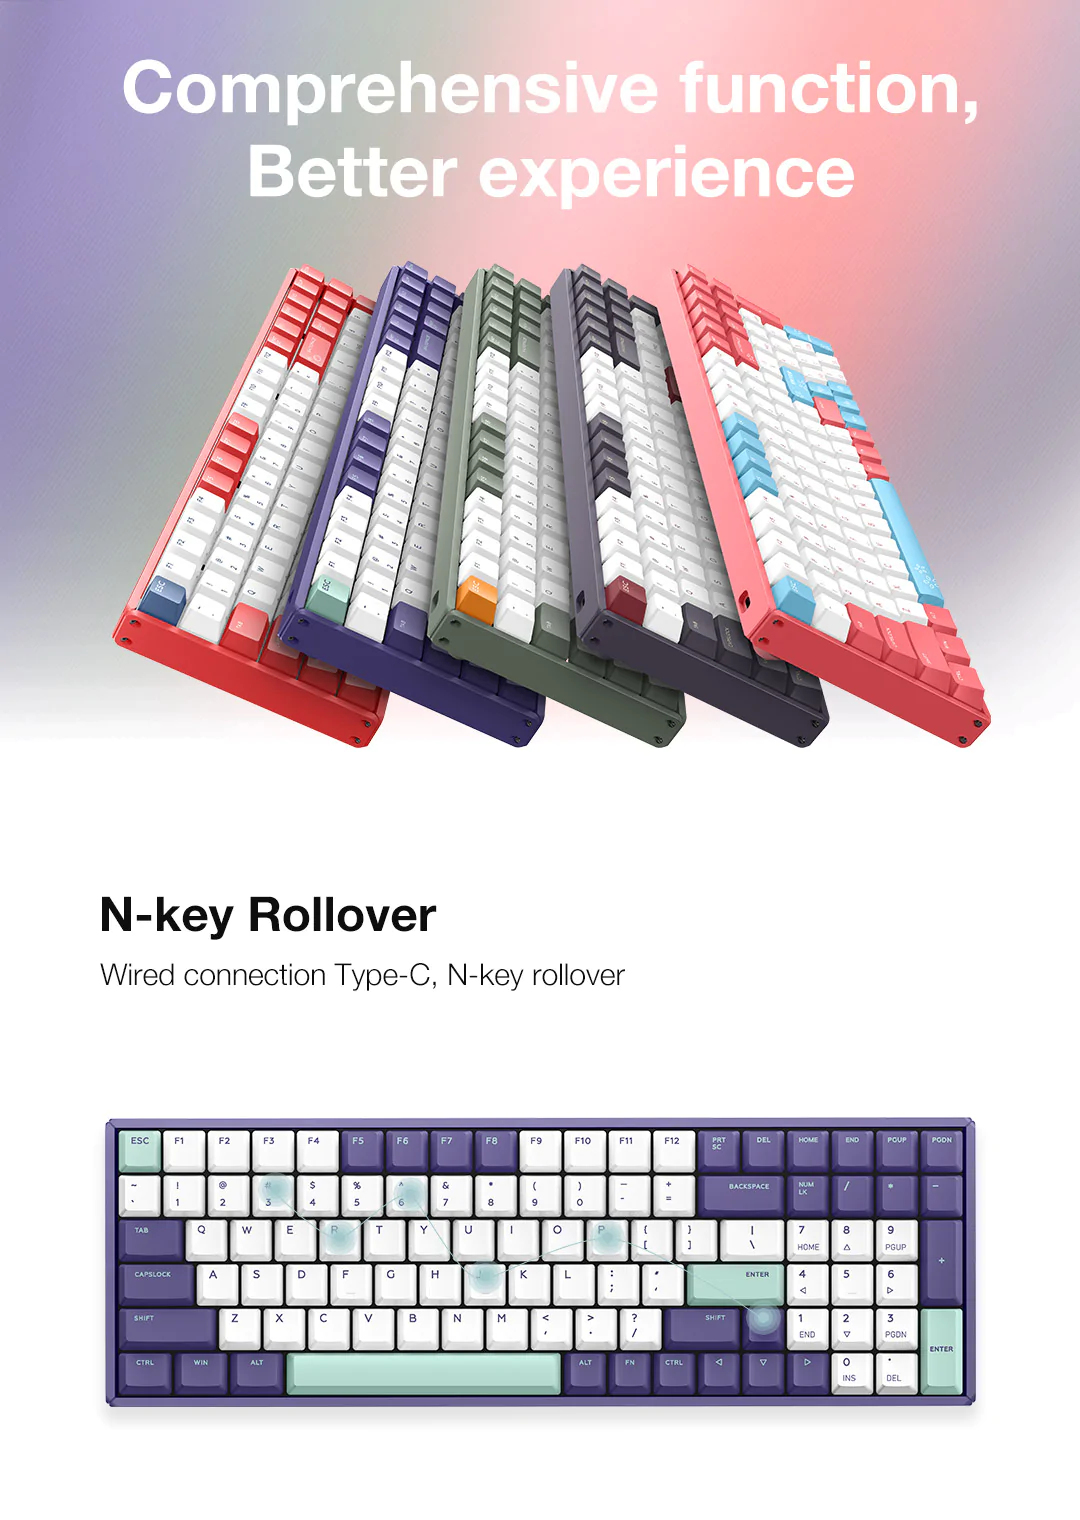 Comprehensive function,
Better experience
N-key Rollover
Wired connection Type-C, N-key rollover
ESC F1 F2 F3 F4 F5 F6 F7 F8 F9 F10 F11 F12 PRT SC DEL HOME END PGUP PGDN
~ ` ! 1 @ 2 # 3 $ 4 % 5 ^ 6 & 7 * 8 ( 9 ) 0 _ - + = BACKSPACE NUM LK / * -
TAB Q W E R T Y U I O P { [ } ] | \ 7 HOME 8 △ 9 PGUP +
CAPSLOCK A S D F G H J K L : ; " ' ENTER 4 ◁ 5 6 ▷
SHIFT Z X C V B N M < , > . ? / SHIFT 1 END 2 ▽ 3 PGDN ENTER
CTRL WIN ALT ALT FN CTRL ◁ ▽ ▷ 0 INS . DEL